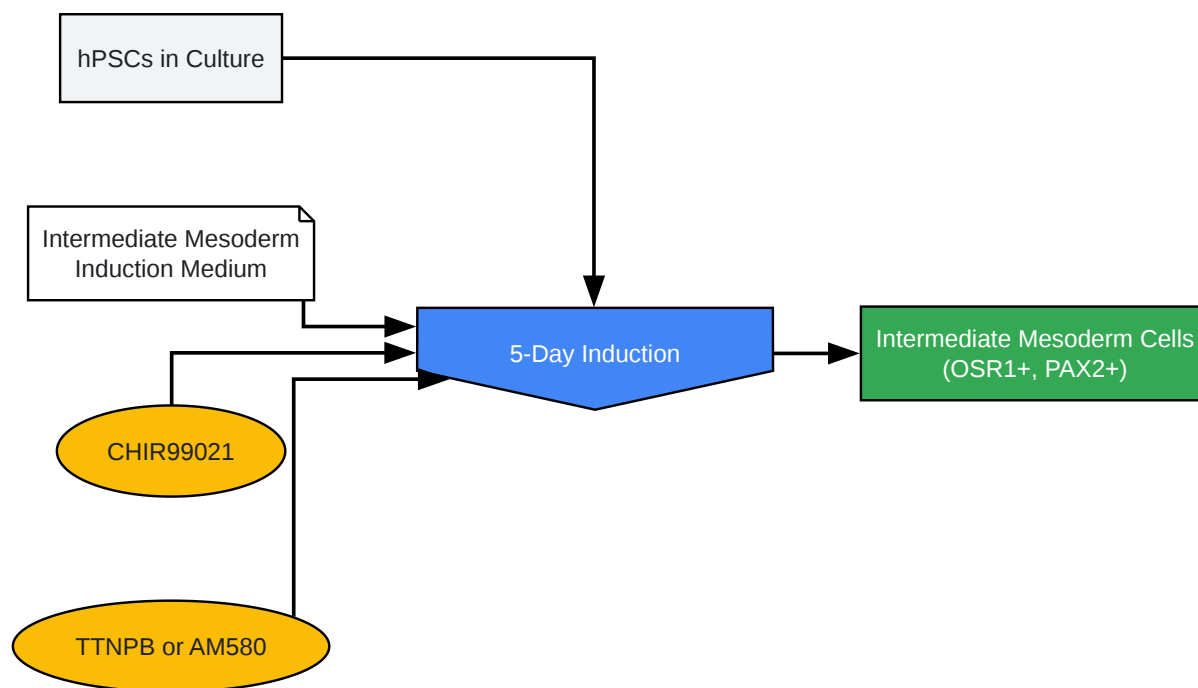 hPSCs in Culture
Intermediate Mesoderm
Induction Medium
5-Day Induction
Intermediate Mesoderm Cells
(OSR1+, PAX2+)
CHIR99021
TTNPB or AM580